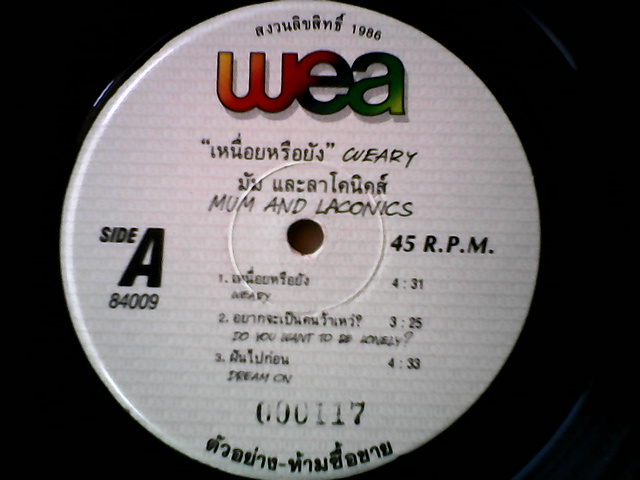 สงวนลิขสิทธิ์ 1986
wea
“เหนื่อยหรือยัง” WEARY
มัม และลาโคนิคส์
MUM AND LACONICS
SIDE A
84009
45 R.P.M.
1. เหนื่อยหรือยัง 4:31
WEARY
2. อยากจะเป็นคนว้าเหว่? 3:25
DO YOU WANT TO BE LONELY?
3. ฝันไปก่อน 4:33
DREAM ON
000117
ตัวอย่าง-ห้ามซื้อขาย